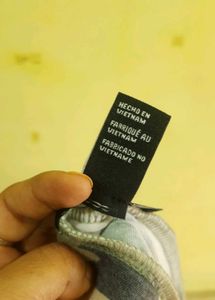 HECHO EN
VIETNAM
FABRIQUÉ AU
VIETNAM
FABRICADO NO
VIETNAME